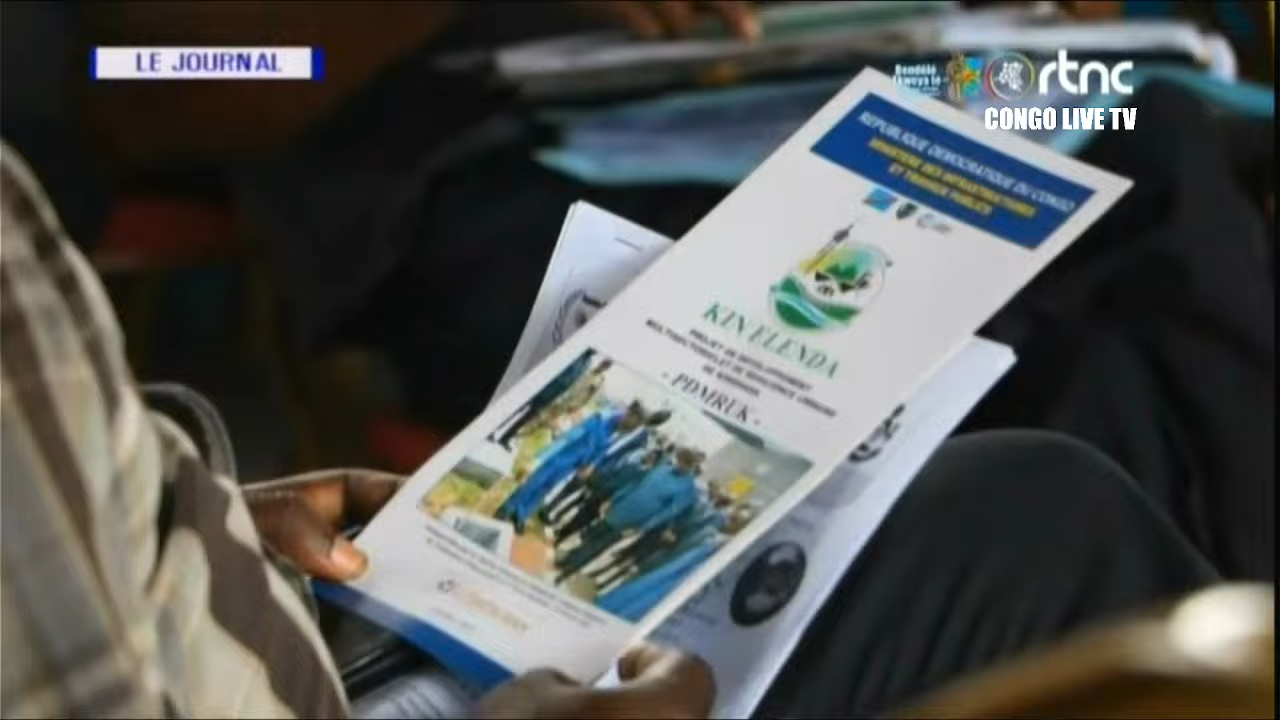 LE JOURNAL
rtnc
CONGO LIVE TV
REPUBLIQUE DEMOCRATIQUE DU CONGO
MINISTERE DES INFRASTRUCTURES
ET TRAVAUX PUBLICS
KIN ELENDA
PROJET DE DEVELOPPEMENT
MULTISECTORIEL ET DE RESILIENCE URBAINE
DE KINSHASA
- PDMRUK -